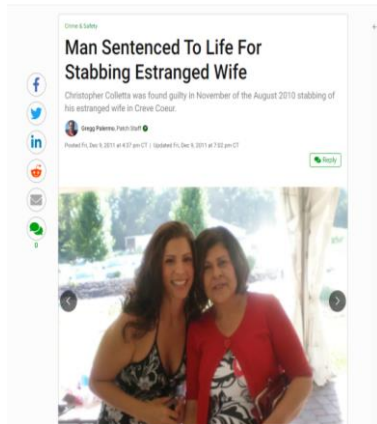 Crime & Safety
Man Sentenced To Life For
Stabbing Estranged Wife
Christopher Colletta was found guilty in November of the August 2010 stabbing of
his estranged wife in Creve Coeur.
Gregg Palermo, Patch Staff
Posted Fri, Dec 9, 2011 at 4:37 pm CT | Updated Fri, Dec 9, 2011 at 7:52 pm CT
Reply
0